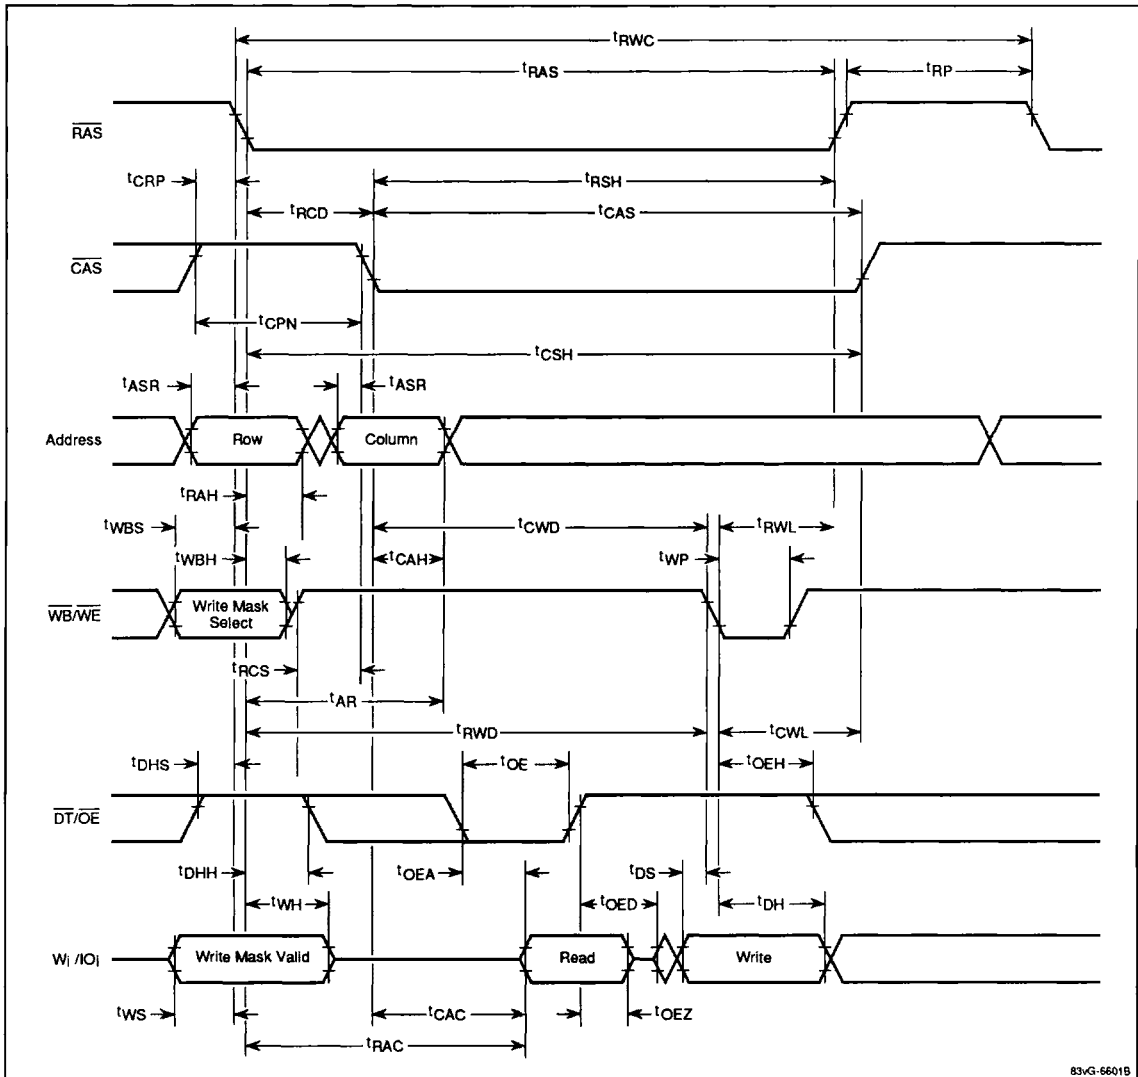 tRWC
tRAS
tRP
RAS
tCRP
tRSH
tRCD
tCAS
CAS
tCPN
tCSH
tASR
tASR
Address
Row
Column
tRAH
tWBS
tCWD
tRWL
tWBH
tCAH
tWP
WB/WE
Write Mask
Select
tRCS
tAR
tRWD
tCWL
tDHS
tOE
tOEH
DT/OE
tDHH
tOEA
tDS
tWH
tOED
tDH
Wi /IOi
Write Mask Valid
Read
Write
tWS
tCAC
tOEZ
tRAC
83vG-6601B